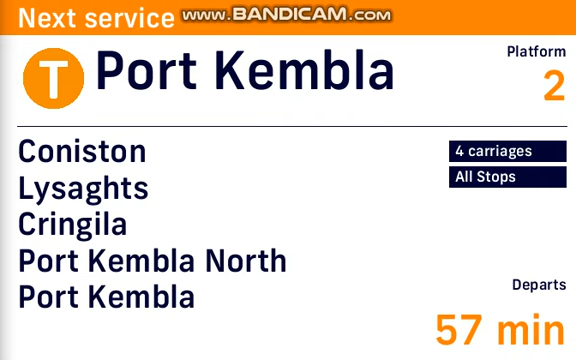 Next service www.BANDICAM.com
T Port Kembla
Platform
2
Coniston
Lysaghts
Cringila
Port Kembla North
Port Kembla
4 carriages
All Stops
Departs
57 min